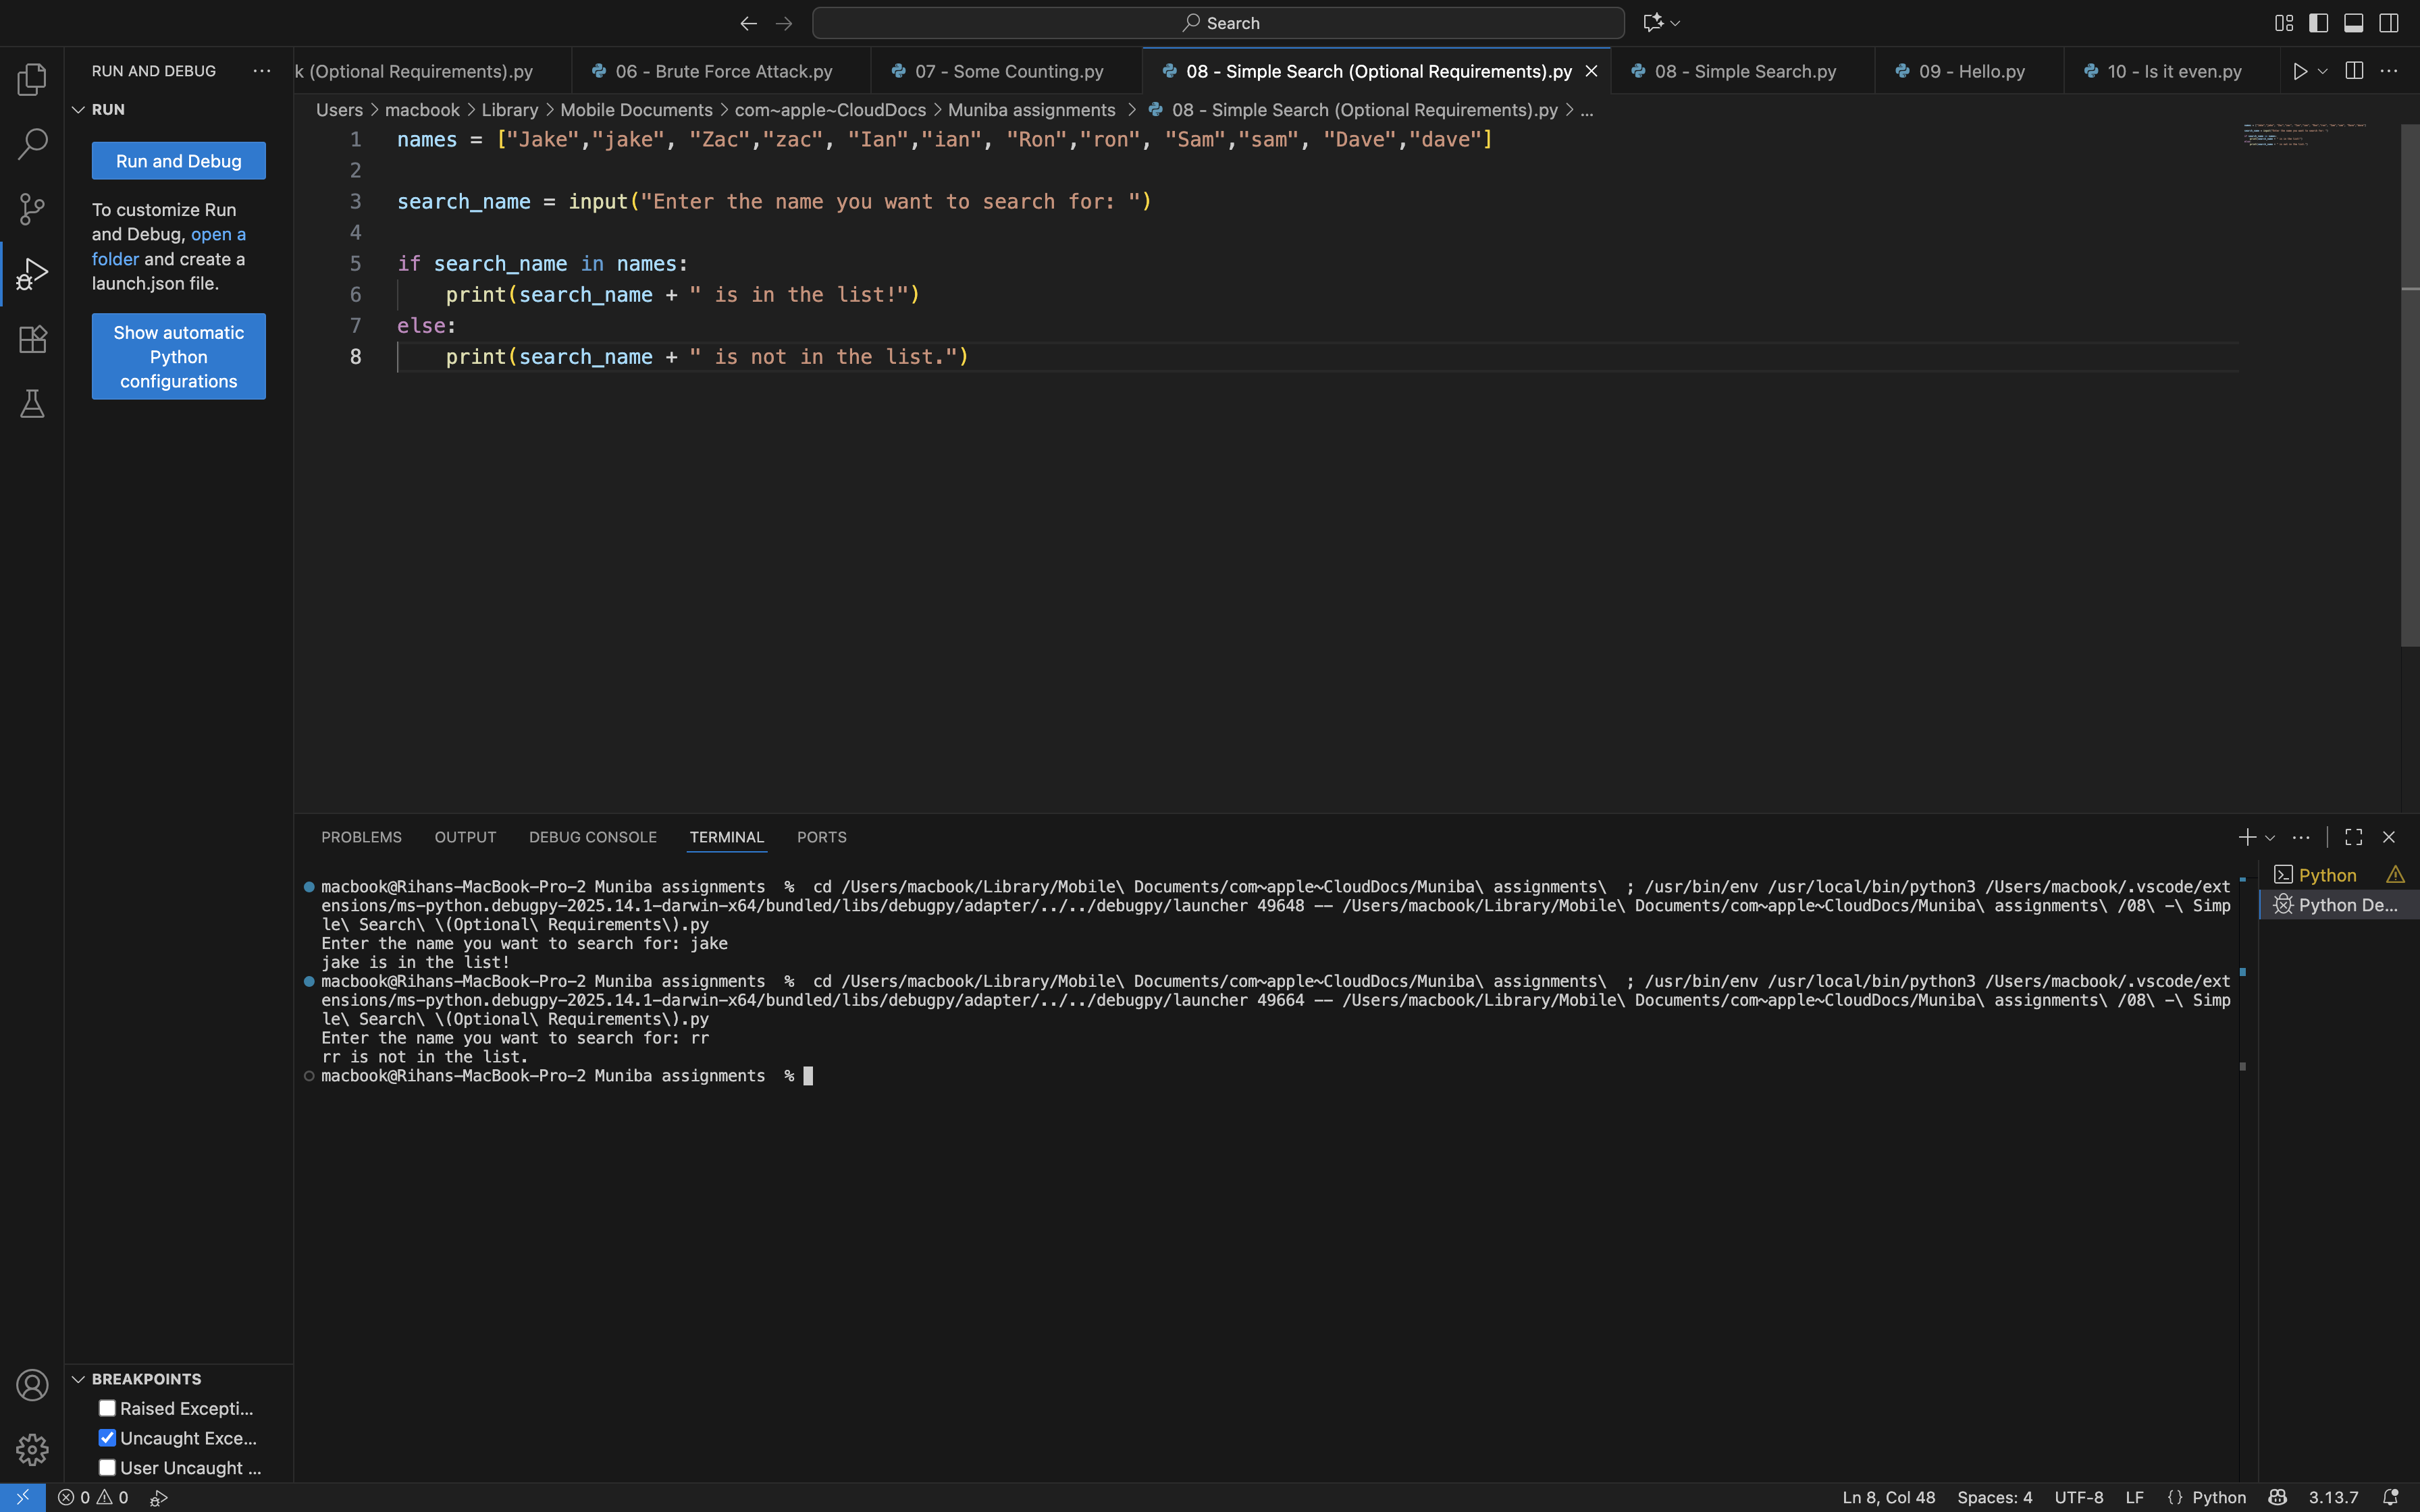 Search
RUN AND DEBUG
RUN
Run and Debug
To customize Run
and Debug, open a
folder and create a
launch.json file.
Show automatic
Python
configurations
k (Optional Requirements).py
06 - Brute Force Attack.py
07 - Some Counting.py
08 - Simple Search (Optional Requirements).py
08 - Simple Search.py
09 - Hello.py
10 - Is it even.py
Users > macbook > Library > Mobile Documents > com~apple~CloudDocs > Muniba assignments > 08 - Simple Search (Optional Requirements).py > ...
1 names = ["Jake","jake", "Zac","zac", "Ian","ian", "Ron","ron", "Sam","sam", "Dave","dave"]
2
3 search_name = input("Enter the name you want to search for: ")
4
5 if search_name in names:
6 print(search_name + " is in the list!")
7 else:
8 print(search_name + " is not in the list.")
PROBLEMS OUTPUT DEBUG CONSOLE TERMINAL PORTS
macbook@Rihans-MacBook-Pro-2 Muniba assignments % cd /Users/macbook/Library/Mobile\ Documents/com~apple~CloudDocs/Muniba\ assignments\ ; /usr/bin/env /usr/local/bin/python3 /Users/macbook/.vscode/ext
ensions/ms-python.debugpy-2025.14.1-darwin-x64/bundled/libs/debugpy/adapter/../../debugpy/launcher 49648 -- /Users/macbook/Library/Mobile\ Documents/com~apple~CloudDocs/Muniba\ assignments\ /08\ -\ Simp
le\ Search\ \(Optional\ Requirements\).py
Enter the name you want to search for: jake
jake is in the list!
macbook@Rihans-MacBook-Pro-2 Muniba assignments % cd /Users/macbook/Library/Mobile\ Documents/com~apple~CloudDocs/Muniba\ assignments\ ; /usr/bin/env /usr/local/bin/python3 /Users/macbook/.vscode/ext
ensions/ms-python.debugpy-2025.14.1-darwin-x64/bundled/libs/debugpy/adapter/../../debugpy/launcher 49664 -- /Users/macbook/Library/Mobile\ Documents/com~apple~CloudDocs/Muniba\ assignments\ /08\ -\ Simp
le\ Search\ \(Optional\ Requirements\).py
Enter the name you want to search for: rr
rr is not in the list.
macbook@Rihans-MacBook-Pro-2 Muniba assignments %
Python
Python De...
BREAKPOINTS
Raised Excepti...
Uncaught Exce...
User Uncaught ...
0 0
Ln 8, Col 48 Spaces: 4 UTF-8 LF {} Python 3.13.7